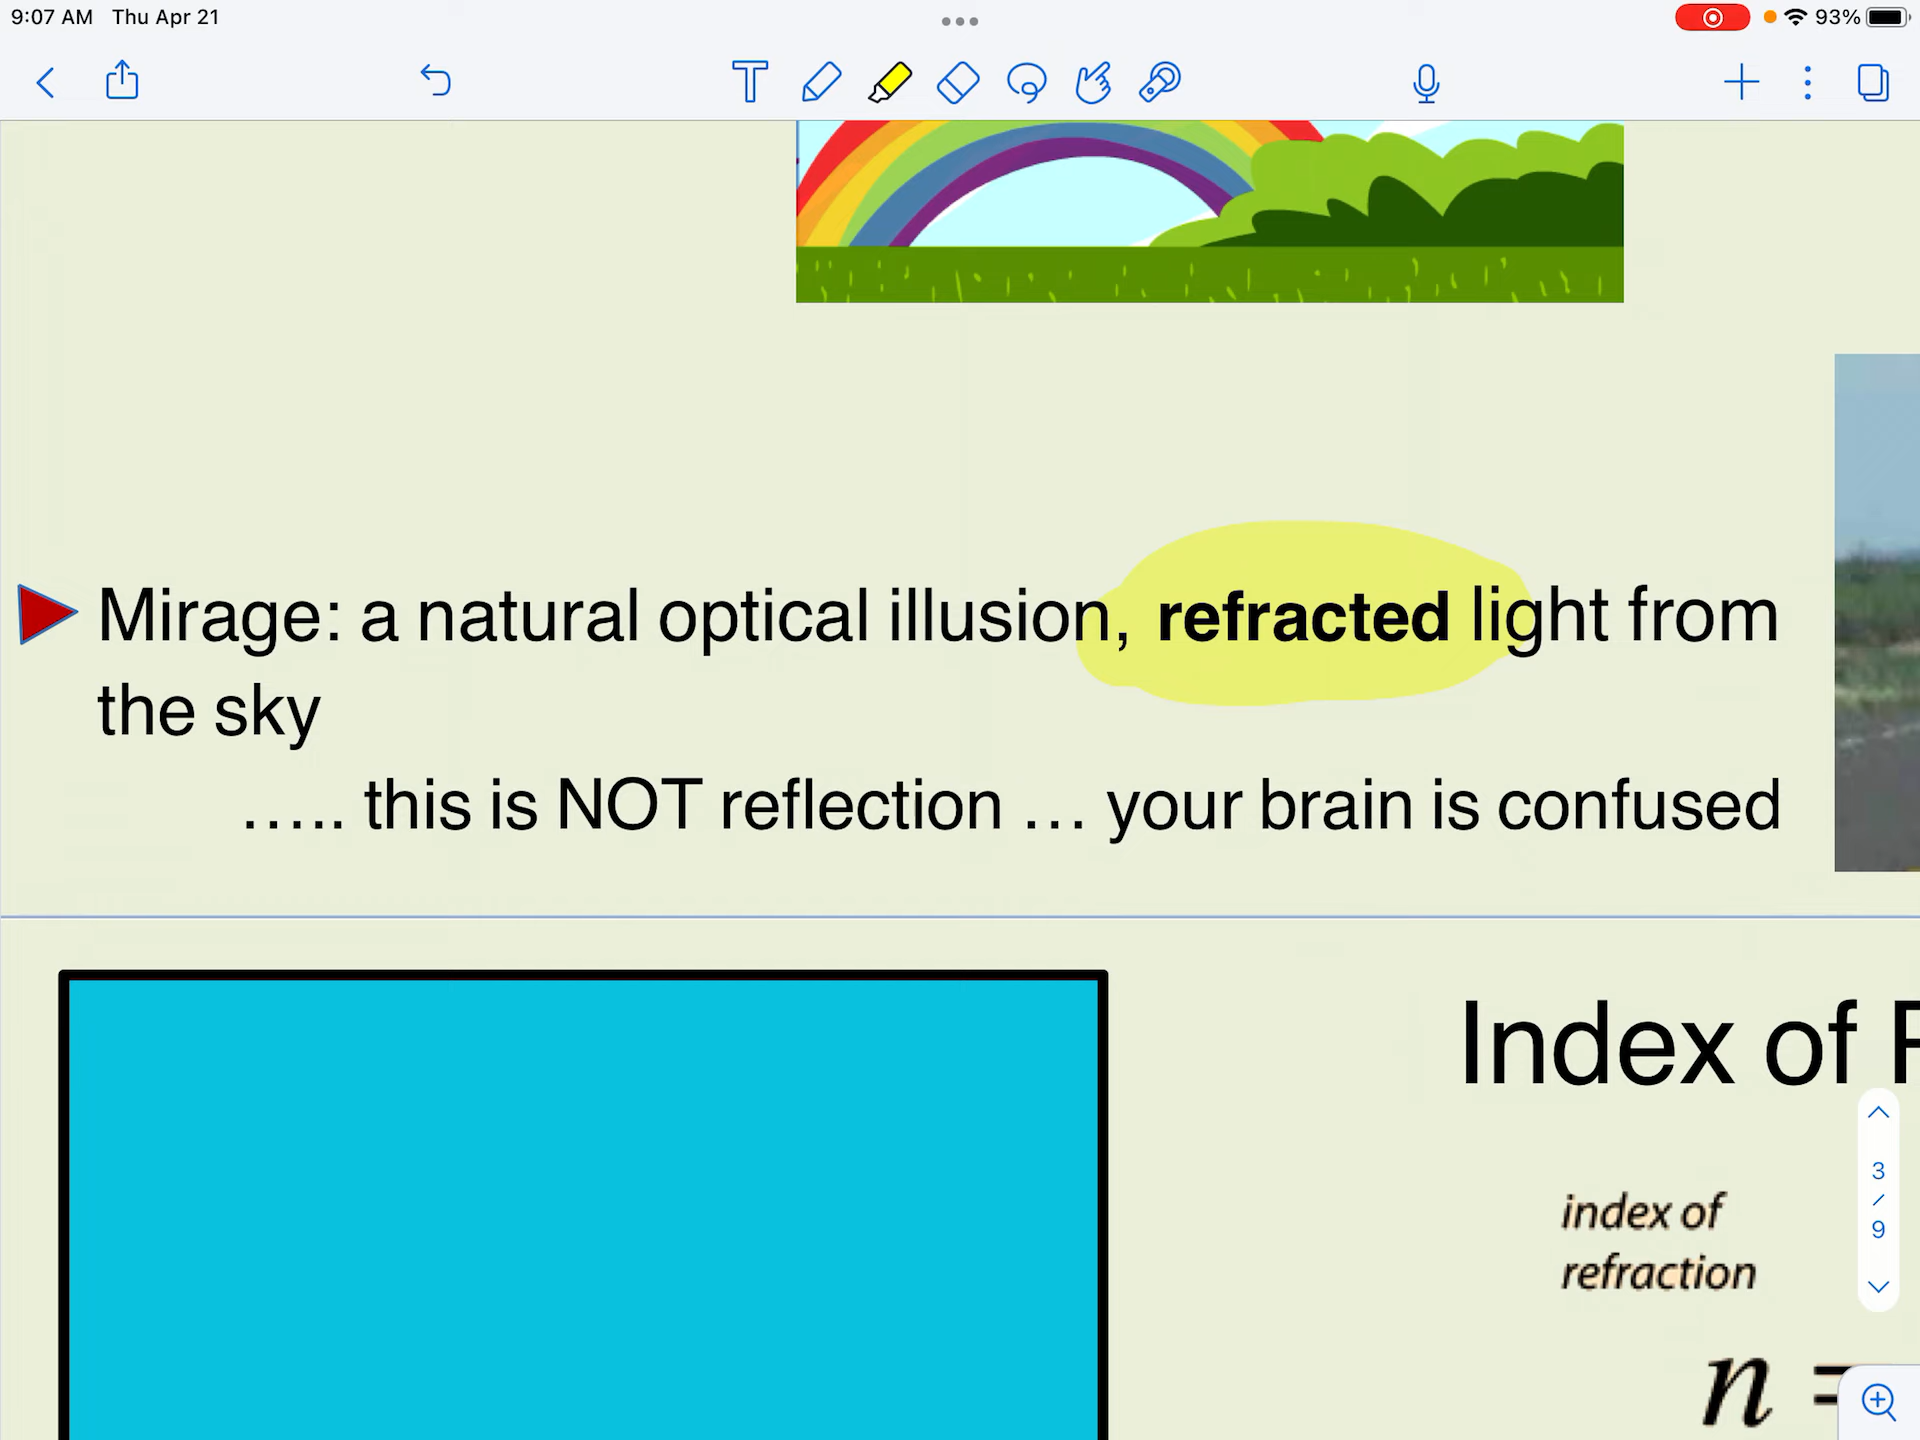 9:07 AM Thu Apr 21
93%
T
Mirage: a natural optical illusion, refracted light from
the sky
..... this is NOT reflection ... your brain is confused
Index of
index of
refraction
3
/
9
n =